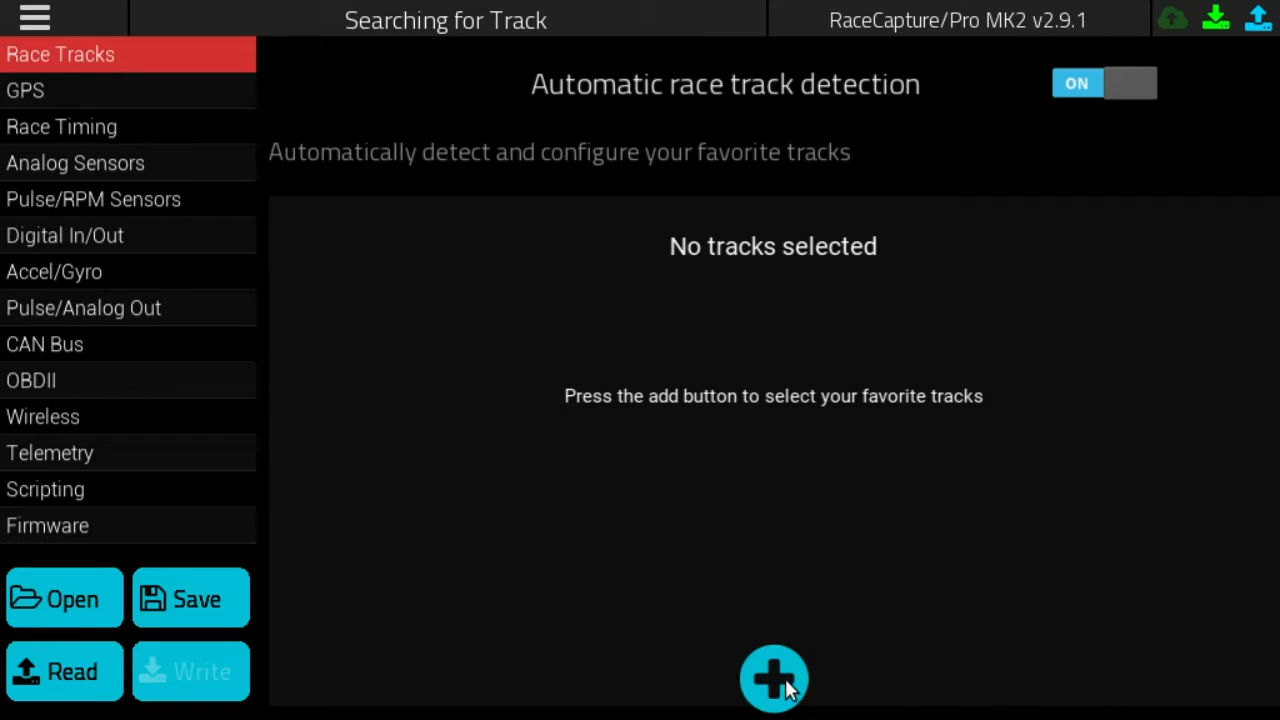 Searching for Track
RaceCapture/Pro MK2 v2.9.1
Race Tracks
GPS
Race Timing
Analog Sensors
Pulse/RPM Sensors
Digital In/Out
Accel/Gyro
Pulse/Analog Out
CAN Bus
OBDII
Wireless
Telemetry
Scripting
Firmware
Open
Save
Read
Write
Automatic race track detection
ON
Automatically detect and configure your favorite tracks
No tracks selected
Press the add button to select your favorite tracks